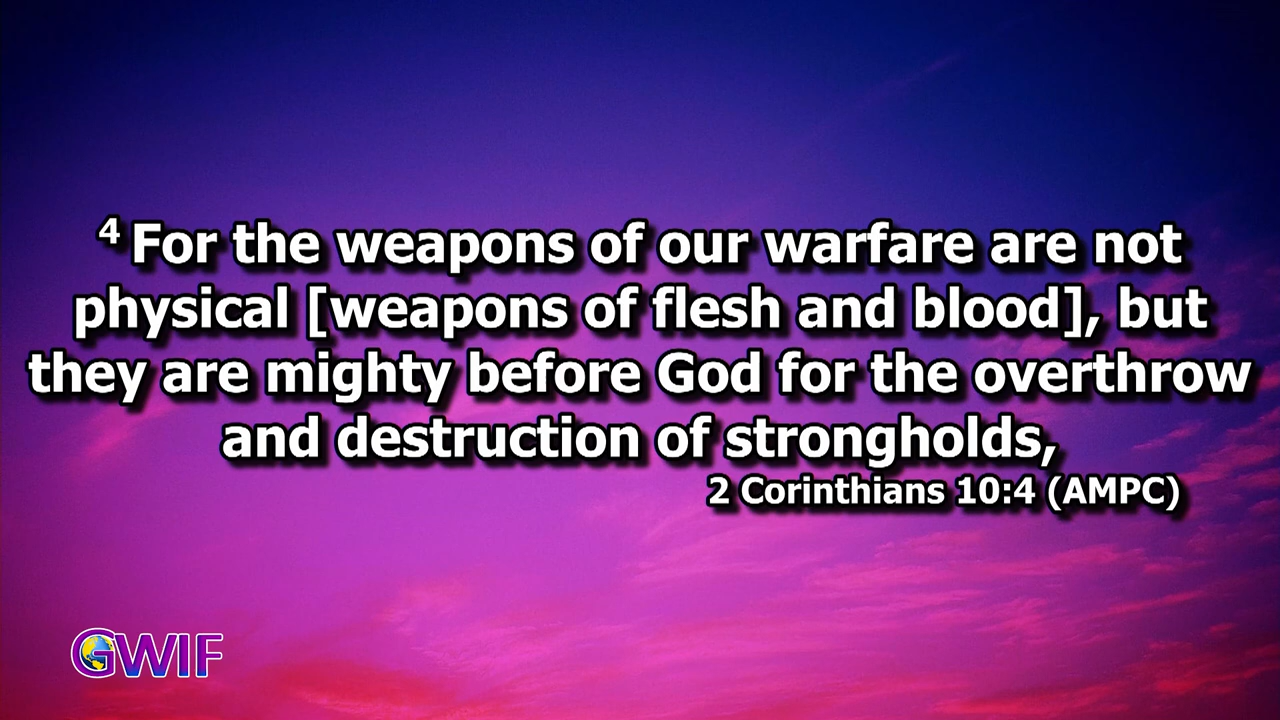 4 For the weapons of our warfare are not
physical [weapons of flesh and blood], but
they are mighty before God for the overthrow
and destruction of strongholds,
2 Corinthians 10:4 (AMPC)
GWIF